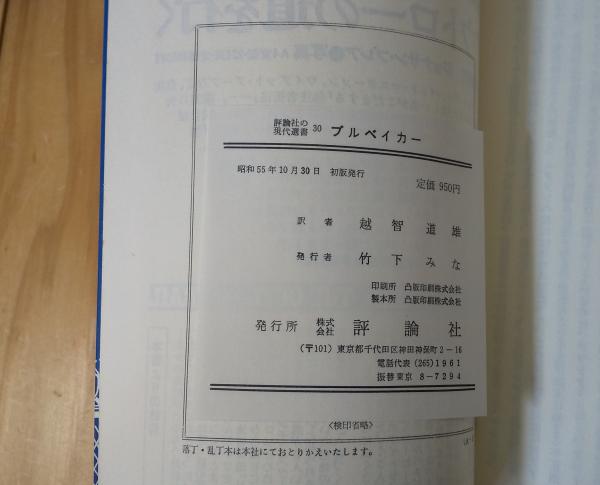 評論社の
現代選書 30 ブルベイカー
昭和55年10月30日 初版発行
定価 950円
訳者 越智道雄
発行者 竹下みな
印刷所 凸版印刷株式会社
製本所 凸版印刷株式会社
発行所 株式会社 評論社
(〒101) 東京都千代田区神田神保町2-16
電話代表 (265)1961
振替東京 8-7294
〈検印省略〉
落丁・乱丁本は本社にておとりかえいたします。